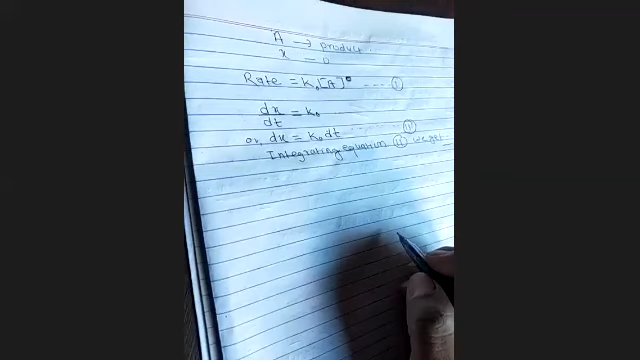 A → product
x – 0
Rate = K₀[A]⁰ ---- (I)
dx/dt = K₀
or, dx = K₀dt ---- (II)
Integrating equation (II) we get –